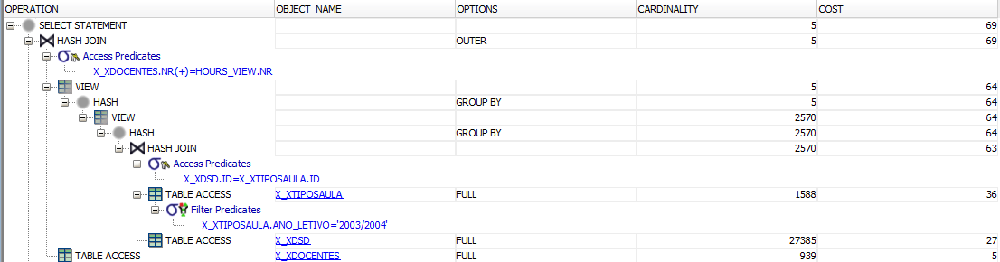 OPERATION OBJECT_NAME OPTIONS CARDINALITY COST
SELECT STATEMENT 5 69
HASH JOIN OUTER 5 69
Access Predicates
X_XDOCENTES.NR(+)=HOURS_VIEW.NR
VIEW 5 64
HASH GROUP BY 5 64
VIEW 2570 64
HASH GROUP BY 2570 64
HASH JOIN 2570 63
Access Predicates
X_XDSD.ID=X_XTIPOSAULA.ID
TABLE ACCESS X_XTIPOSAULA FULL 1588 36
Filter Predicates
X_XTIPOSAULA.ANO_LETIVO='2003/2004'
TABLE ACCESS X_XDSD FULL 27385 27
TABLE ACCESS X_XDOCENTES FULL 939 5